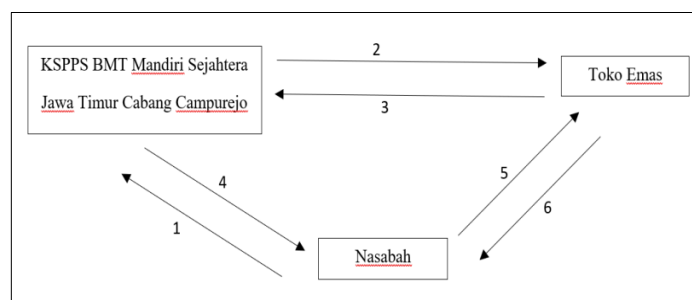 KSPPS BMT Mandiri Sejahtera
Jawa Timur Cabang Campurejo
2
3
Toko Emas
4
1
5
6
Nasabah